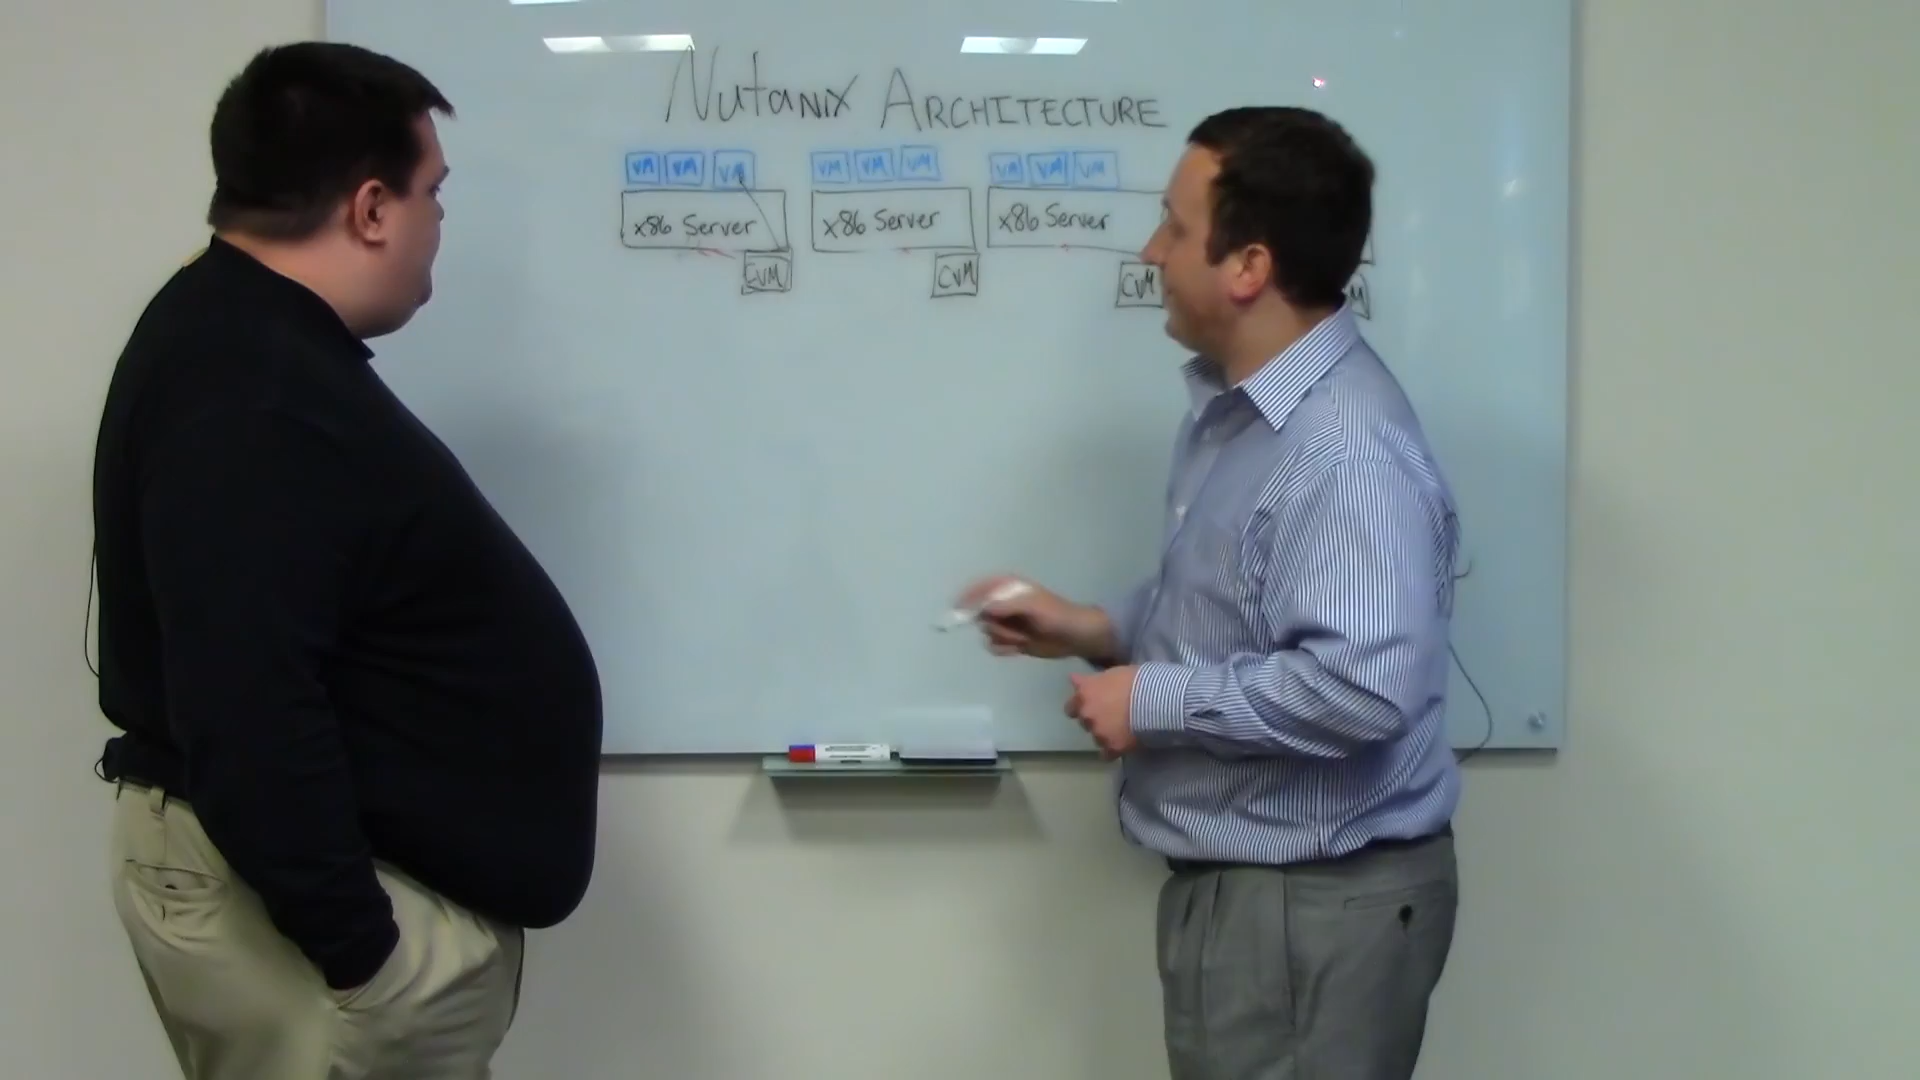 Nutanix ARCHITECTURE
VM VM VM VM VM VM VM VM VM
x86 Server x86 Server x86 Server
CVM CVM CVM M